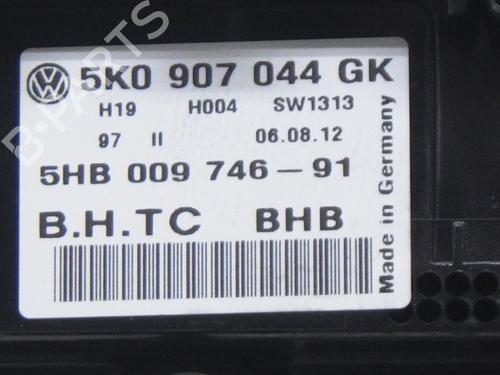 B-PARTS
VW 5K0 907 044 GK
H19 H004 SW1313
97 II 06.08.12
5HB 009 746-91
B.H.TC BHB
Made in Germany